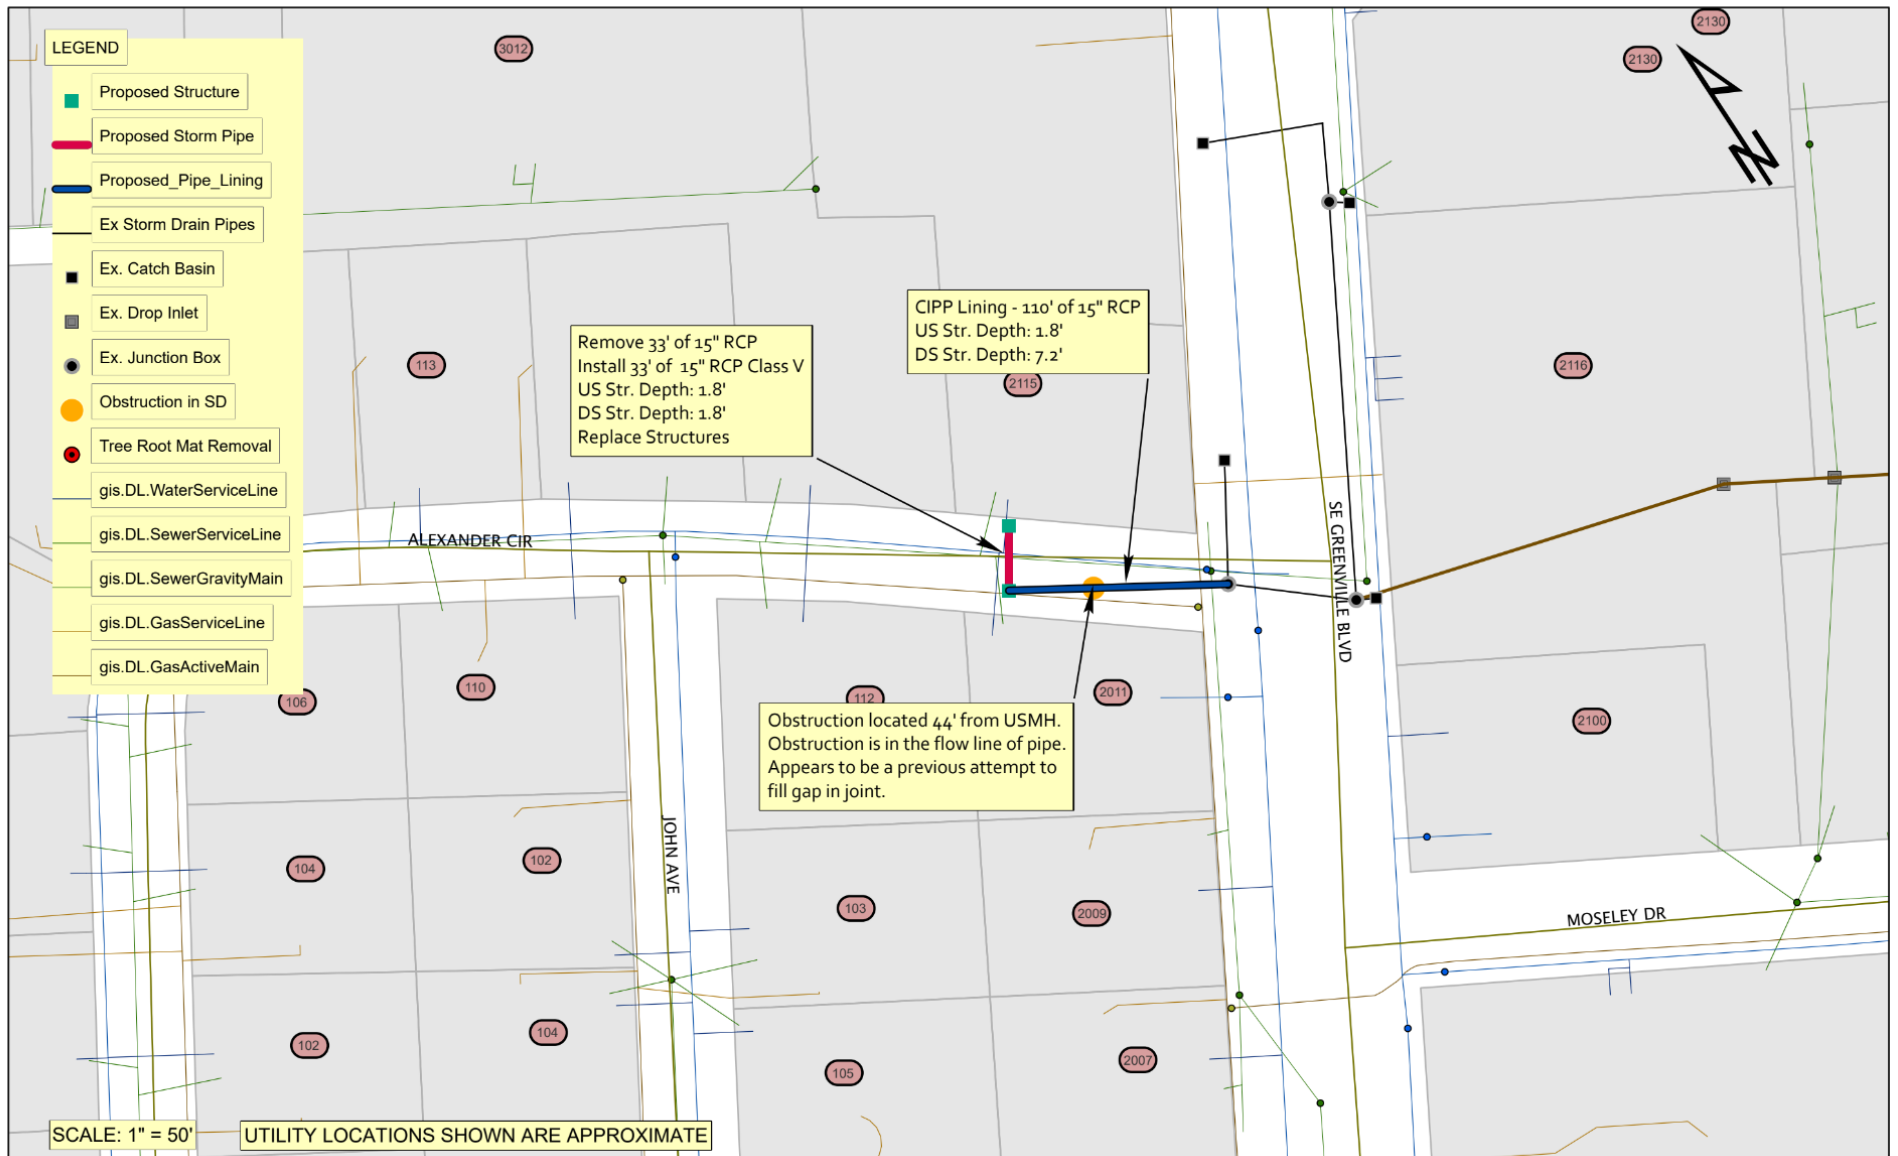 LEGEND
Proposed Structure
Proposed Storm Pipe
Proposed_Pipe_Lining
Ex Storm Drain Pipes
Ex. Catch Basin
Ex. Drop Inlet
Ex. Junction Box
Obstruction in SD
Tree Root Mat Removal
gis.DL.WaterServiceLine
gis.DL.SewerServiceLine
gis.DL.SewerGravityMain
gis.DL.GasServiceLine
gis.DL.GasActiveMain
3012
2130
2130
N
CIPP Lining - 110' of 15" RCP
US Str. Depth: 1.8'
DS Str. Depth: 7.2'
Remove 33' of 15" RCP
Install 33' of 15" RCP Class V
US Str. Depth: 1.8'
DS Str. Depth: 1.8'
Replace Structures
113
2115
2116
ALEXANDER CIR
SE GREENVILLE BLVD
106
110
112
2011
2100
Obstruction located 44' from USMH.
Obstruction is in the flow line of pipe.
Appears to be a previous attempt to
fill gap in joint.
JOHN AVE
104
102
103
2009
MOSELEY DR
102
104
105
2007
SCALE: 1" = 50'
UTILITY LOCATIONS SHOWN ARE APPROXIMATE